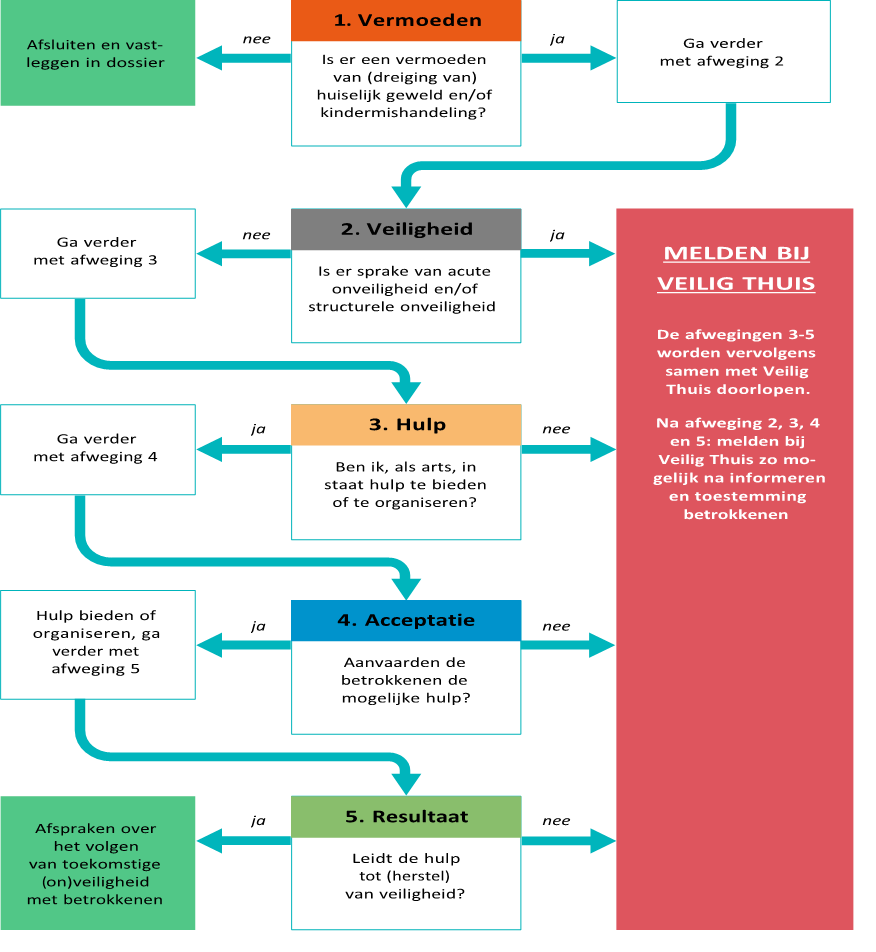 Afsluiten en vast-
leggen in dossier
nee
1. Vermoeden
Is er een vermoeden
van (dreiging van)
huiselijk geweld en/of
kindermishandeling?
ja
Ga verder
met afweging 2
Ga verder
met afweging 3
nee
2. Veiligheid
Is er sprake van acute
onveiligheid en/of
structurele onveiligheid
ja
MELDEN BIJ
VEILIG THUIS
De afwegingen 3-5
worden vervolgens
samen met Veilig
Thuis doorlopen.
Na afweging 2, 3, 4
en 5: melden bij
Veilig Thuis zo mo-
gelijk na informeren
en toestemming
betrokkenen
Ga verder
met afweging 4
ja
3. Hulp
Ben ik, als arts, in
staat hulp te bieden
of te organiseren?
nee
Hulp bieden of
organiseren, ga
verder met
afweging 5
ja
4. Acceptatie
Aanvaarden de
betrokkenen de
mogelijke hulp?
nee
Afspraken over
het volgen
van toekomstige
(on)veiligheid
met betrokkenen
ja
5. Resultaat
Leidt de hulp
tot (herstel)
van veiligheid?
nee